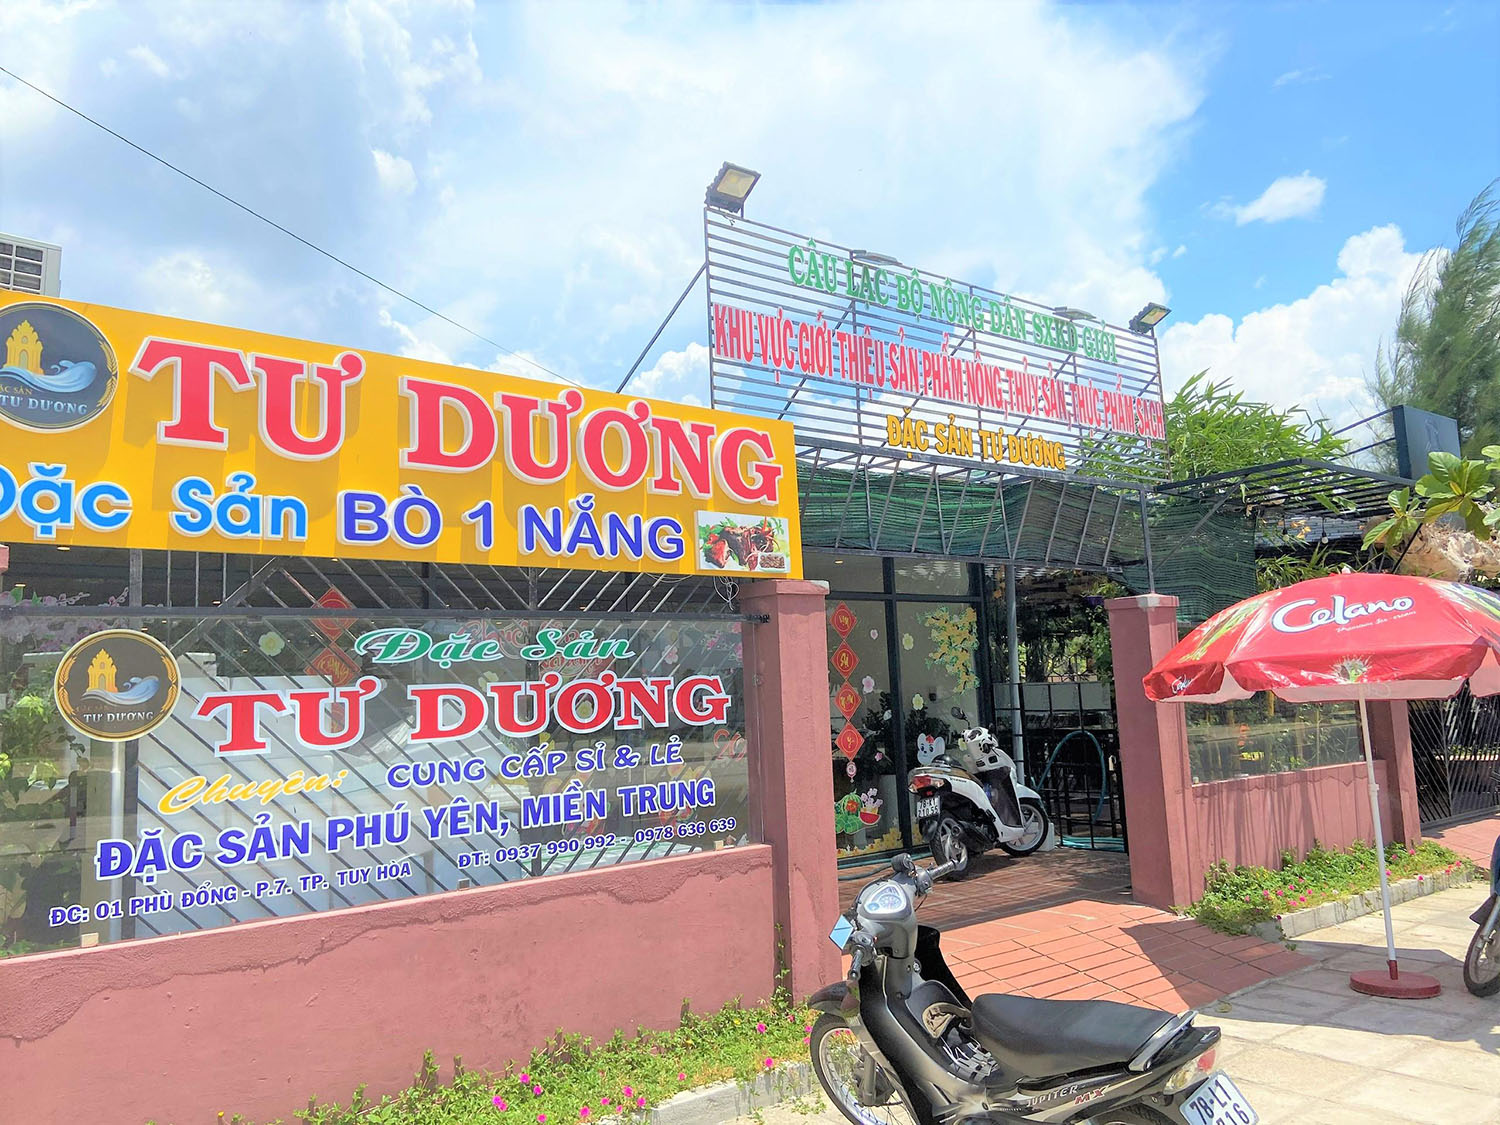 TƯ DƯƠNG
Đặc Sản BÒ 1 NẮNG
ĐẶC SẢN
TƯ DƯƠNG
CÂU LẠC BỘ NÔNG DÂN SXKD GIỎI
KHU VỰC GIỚI THIỆU SẢN PHẨM NÔNG,THỦY SẢN,THỰC PHẨM SẠCH
ĐẶC SẢN TƯ DƯƠNG
Đặc Sản
TƯ DƯƠNG
TƯ DƯƠNG
Chuyên: CUNG CẤP SỈ & LẺ
ĐẶC SẢN PHÚ YÊN, MIỀN TRUNG
ĐT: 0937 990 992 - 0978 636 639
ĐC: 01 PHÙ ĐỔNG - P.7. TP. TUY HÒA
Celano
JUPITER MX
78-L1